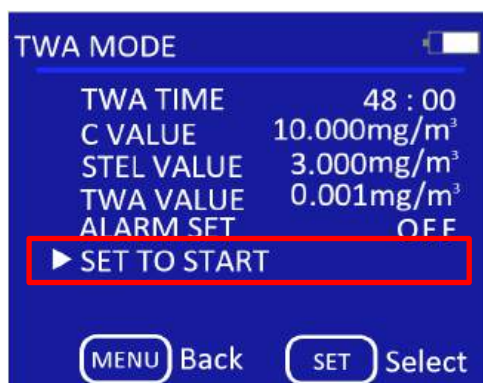 TWA MODE
TWA TIME 48 : 00
C VALUE 10.000mg/m³
STEL VALUE 3.000mg/m³
TWA VALUE 0.001mg/m³
ALARM SET OFF
▶ SET TO START
MENU Back SET Select